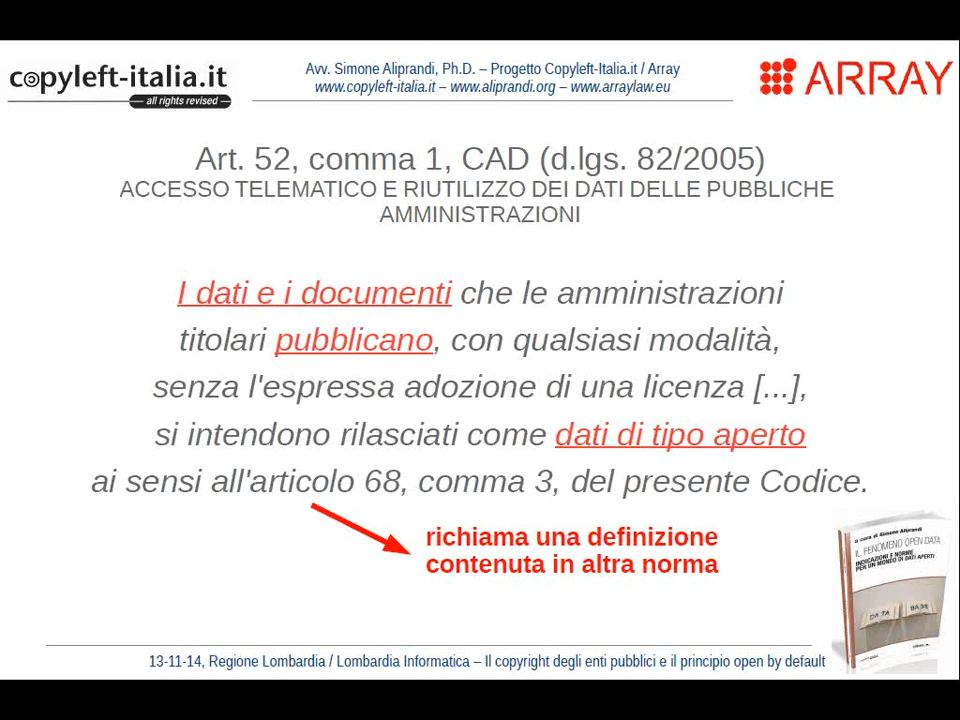 copyleft-italia.it
all rights revised
Avv. Simone Aliprandi, Ph.D. – Progetto Copyleft-Italia.it / Array
www.copyleft-italia.it – www.aliprandi.org – www.arraylaw.eu
ARRAY
Art. 52, comma 1, CAD (d.lgs. 82/2005)
ACCESSO TELEMATICO E RIUTILIZZO DEI DATI DELLE PUBBLICHE
AMMINISTRAZIONI
I dati e i documenti che le amministrazioni
titolari pubblicano, con qualsiasi modalità,
senza l'espressa adozione di una licenza [...],
si intendono rilasciati come dati di tipo aperto
ai sensi all'articolo 68, comma 3, del presente Codice.
richiama una definizione
contenuta in altra norma
a cura di Simone Aliprandi
IL FENOMENO OPEN DATA
INDICAZIONI E NORME
PER UN MONDO DI DATI APERTI
DA TA BA SE
13-11-14, Regione Lombardia / Lombardia Informatica – Il copyright degli enti pubblici e il principio open by default